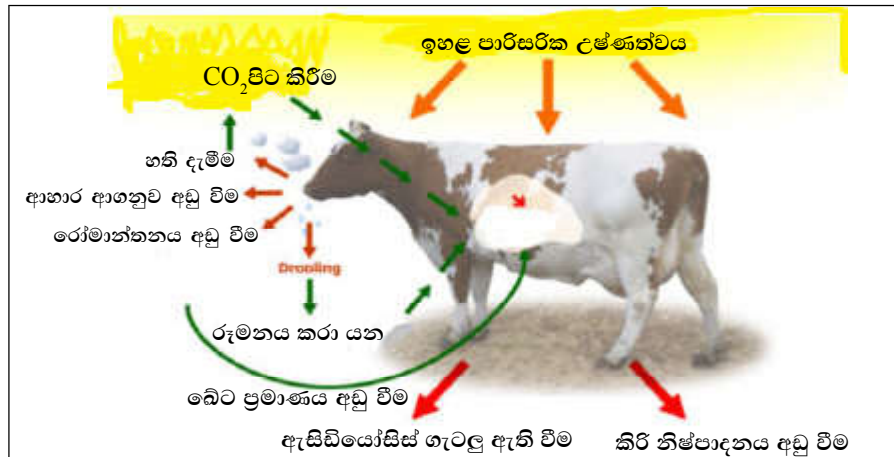 ඉහළ පාරිසරික උෂ්ණත්වය
CO2පිට කිරීම
හති දැමීම
ආහාර ආගනුව අඩු විම
රෝමාන්තනය අඩු වීම
Drooling
රූමනය කරා යන
ඛේට ප්‍රමාණය අඩු වීම
ඇසිඩියෝසිස් ගැටලු ඇති වීම
කිරි නිෂ්පාදනය අඩු වීම